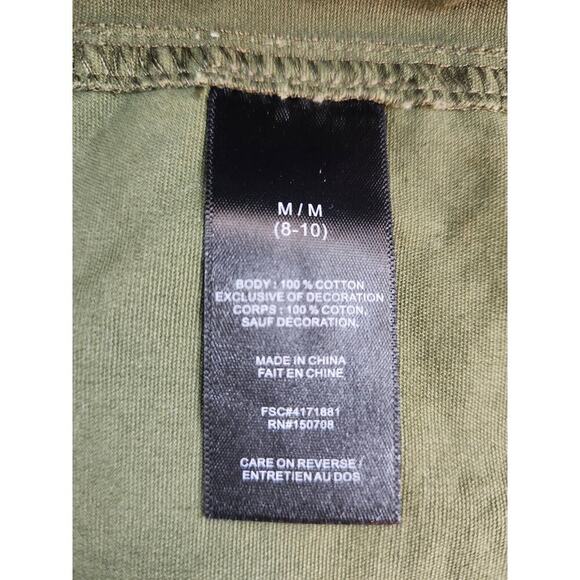 M / M
(8-10)
BODY : 100 % COTTON
EXCLUSIVE OF DECORATION
CORPS : 100 % COTON,
SAUF DÉCORATION.
MADE IN CHINA
FAIT EN CHINE
FSC#4171881
RN#150708
CARE ON REVERSE /
ENTRETIEN AU DOS